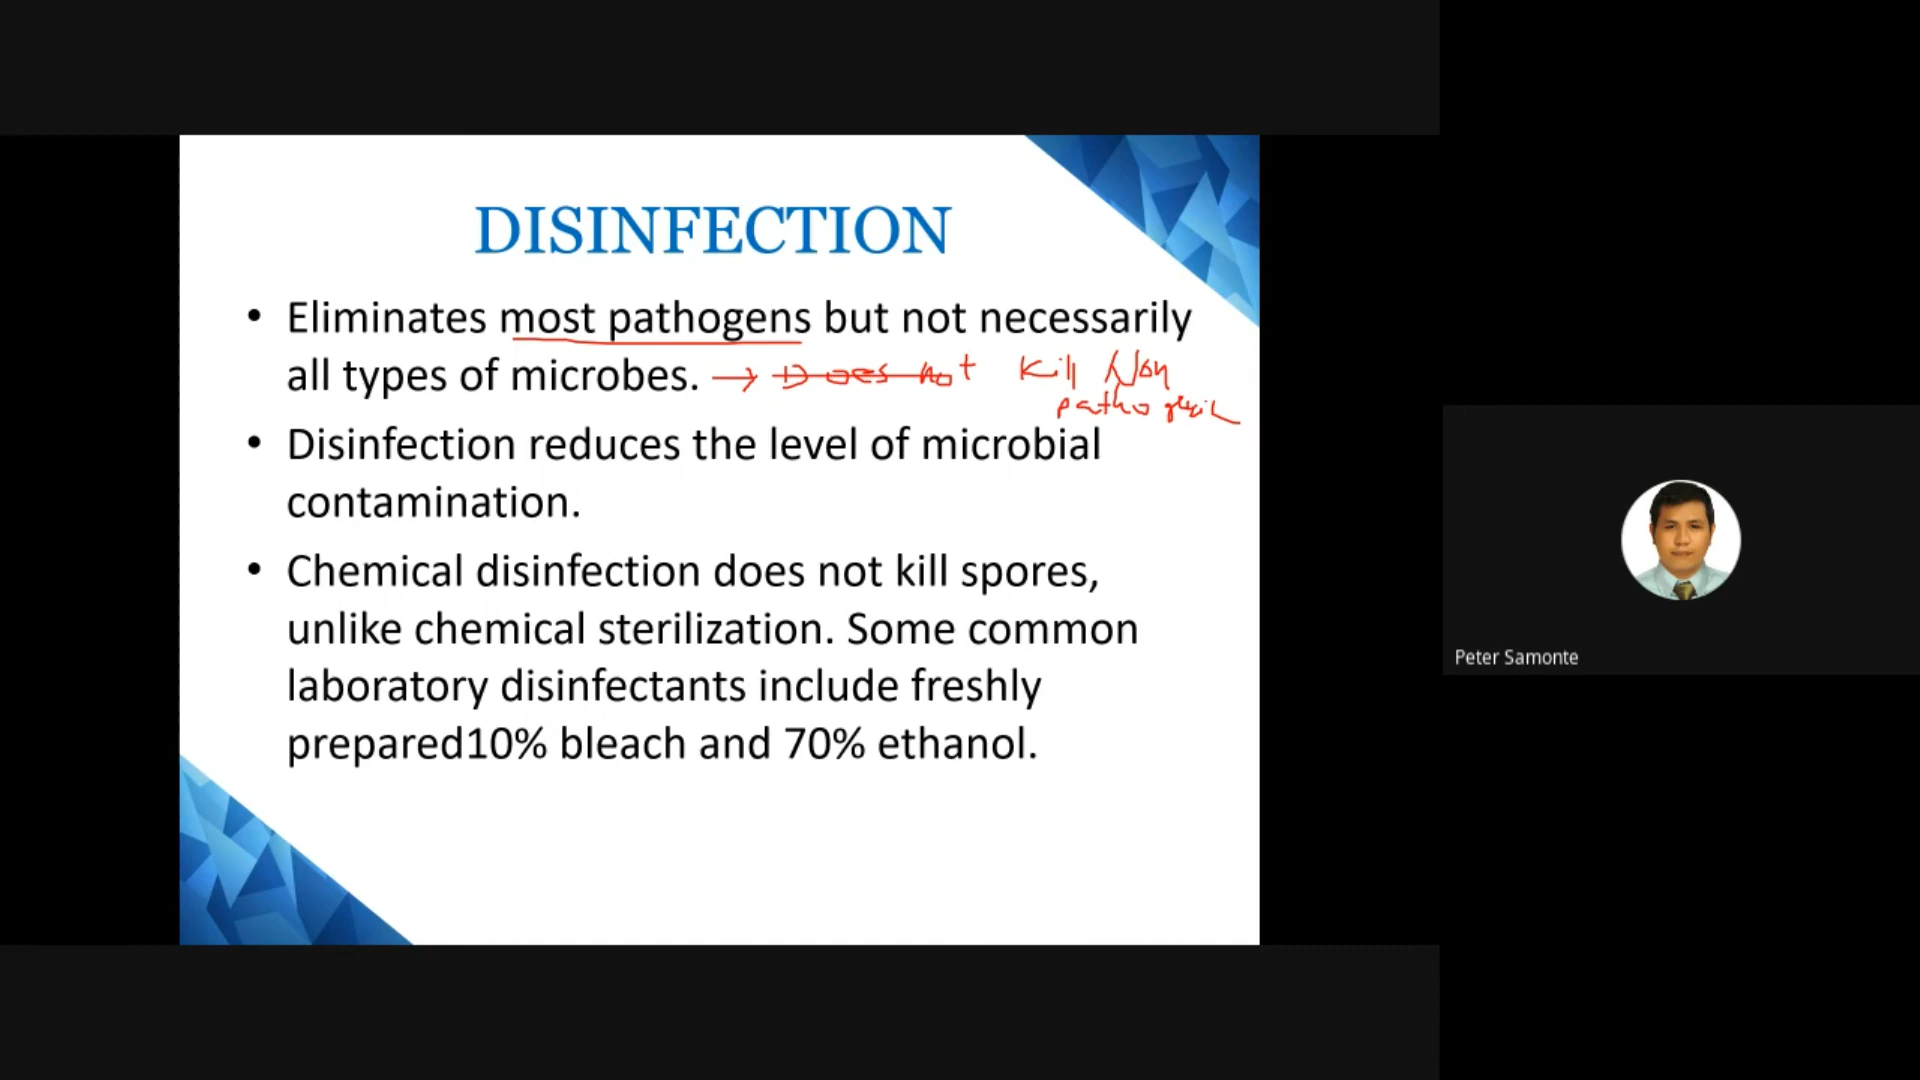 DISINFECTION
• Eliminates most pathogens but not necessarily
all types of microbes. → Does not Kill Non
pathogenic
• Disinfection reduces the level of microbial
contamination.
• Chemical disinfection does not kill spores,
unlike chemical sterilization. Some common
laboratory disinfectants include freshly
prepared10% bleach and 70% ethanol.
Peter Samonte